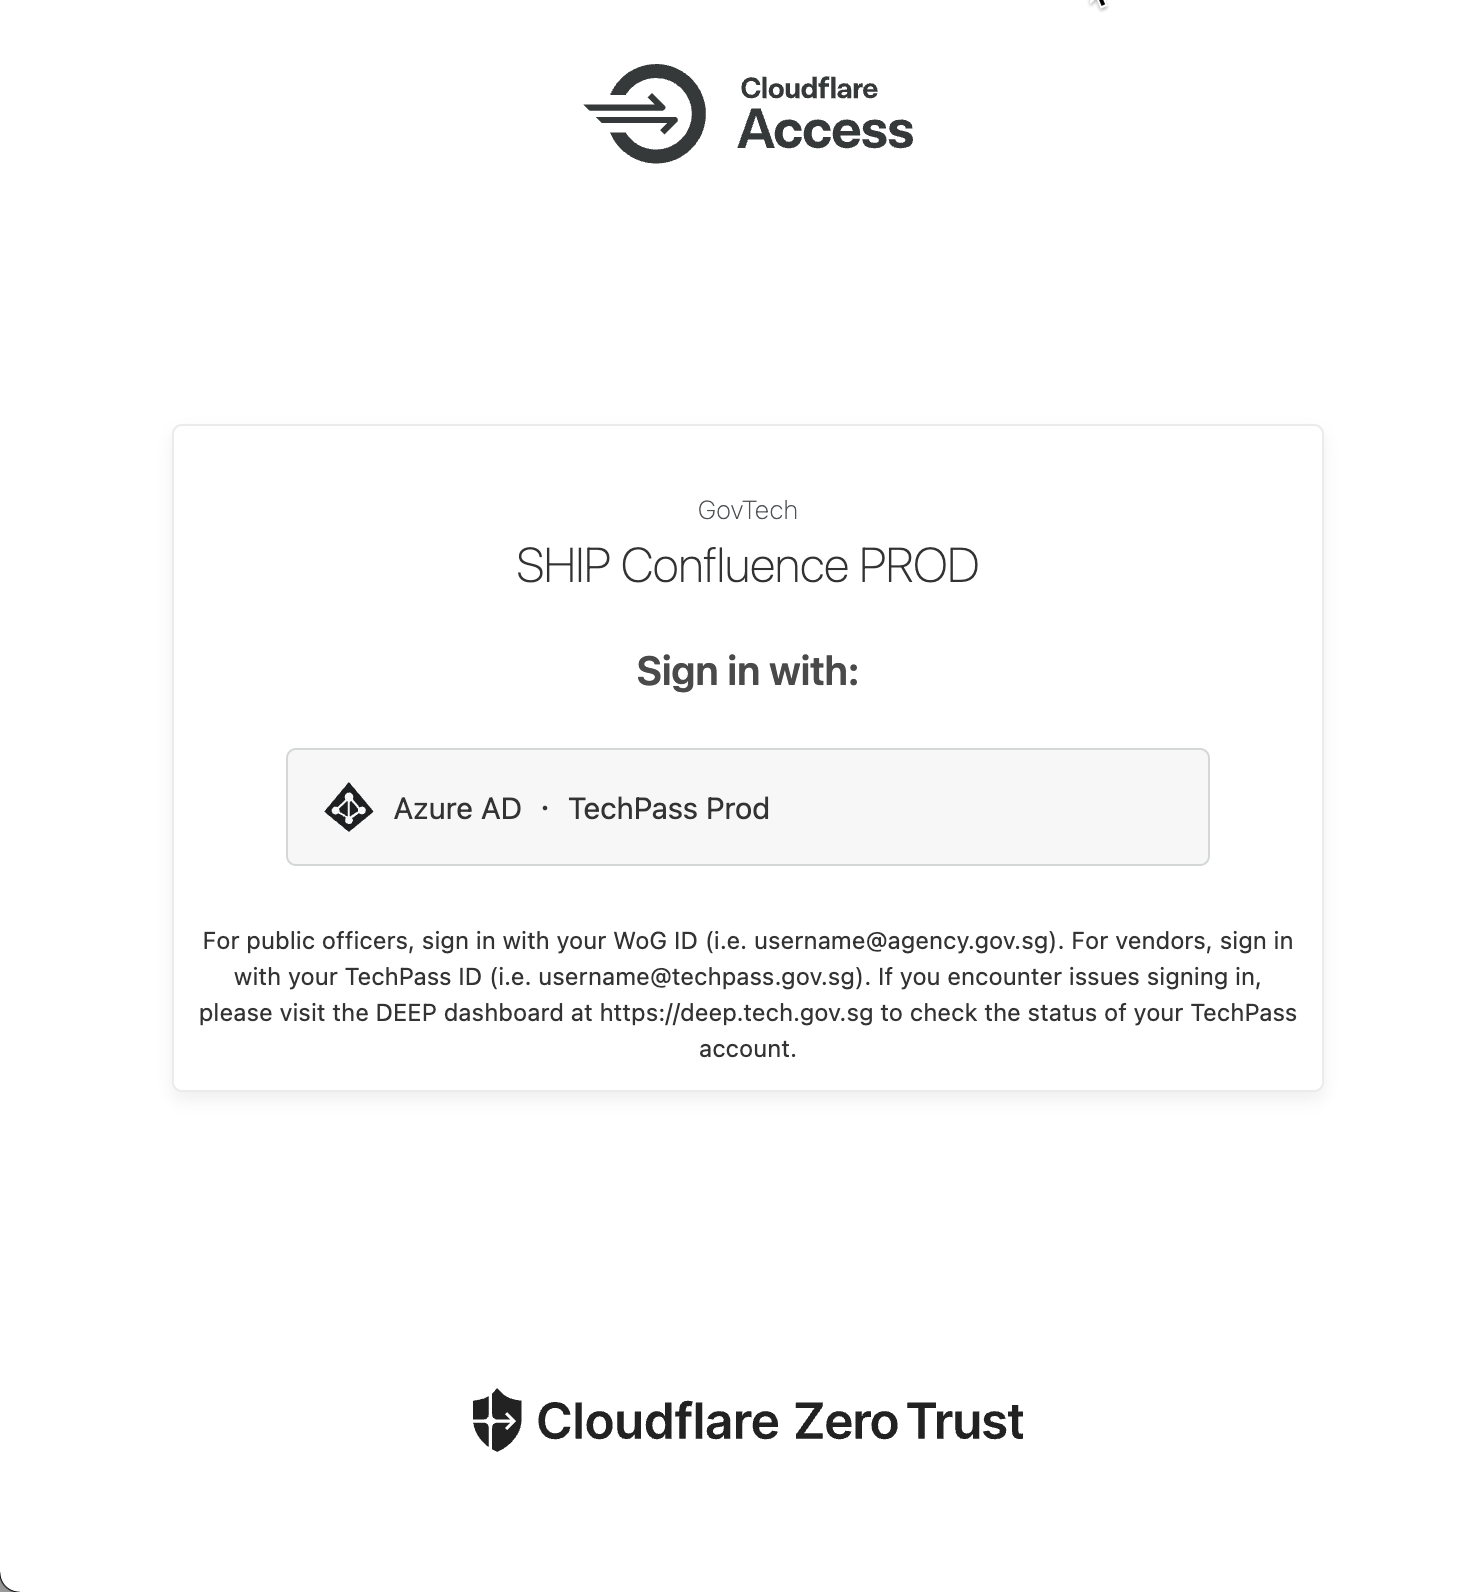 Cloudflare
Access
GovTech
SHIP Confluence PROD
Sign in with:
Azure AD · TechPass Prod
For public officers, sign in with your WoG ID (i.e. username@agency.gov.sg). For vendors, sign in
with your TechPass ID (i.e. username@techpass.gov.sg). If you encounter issues signing in,
please visit the DEEP dashboard at https://deep.tech.gov.sg to check the status of your TechPass
account.
Cloudflare Zero Trust